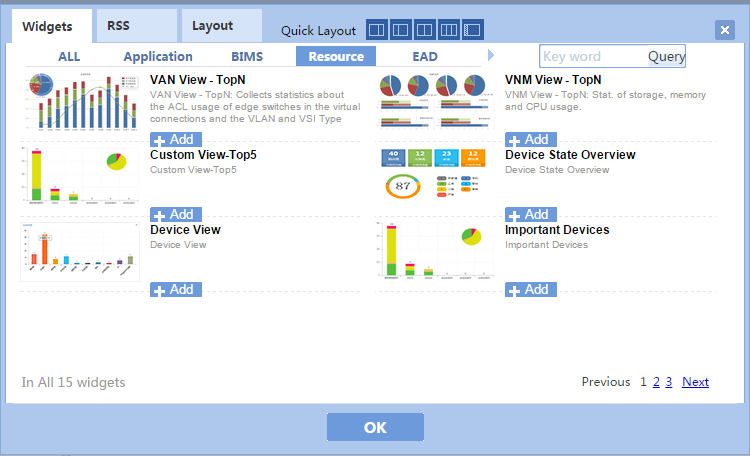 Widgets
RSS
Layout
Quick Layout
ALL
Application
BIMS
Resource
EAD
Key word
Query
VAN View - TopN
VAN View - TopN: Collects statistics about
the ACL usage of edge switches in the virtual
connections and the VLAN and VSI Type
Add
VNM View - TopN
VNM View - TopN: Stat. of storage, memory
and CPU usage.
Add
Custom View-Top5
Custom View-Top5
Add
40
12
23
12
87
Device State Overview
Device State Overview
Add
Device View
Device View
Add
Important Devices
Important Devices
Add
In All 15 widgets
Previous 1 2 3 Next
OK